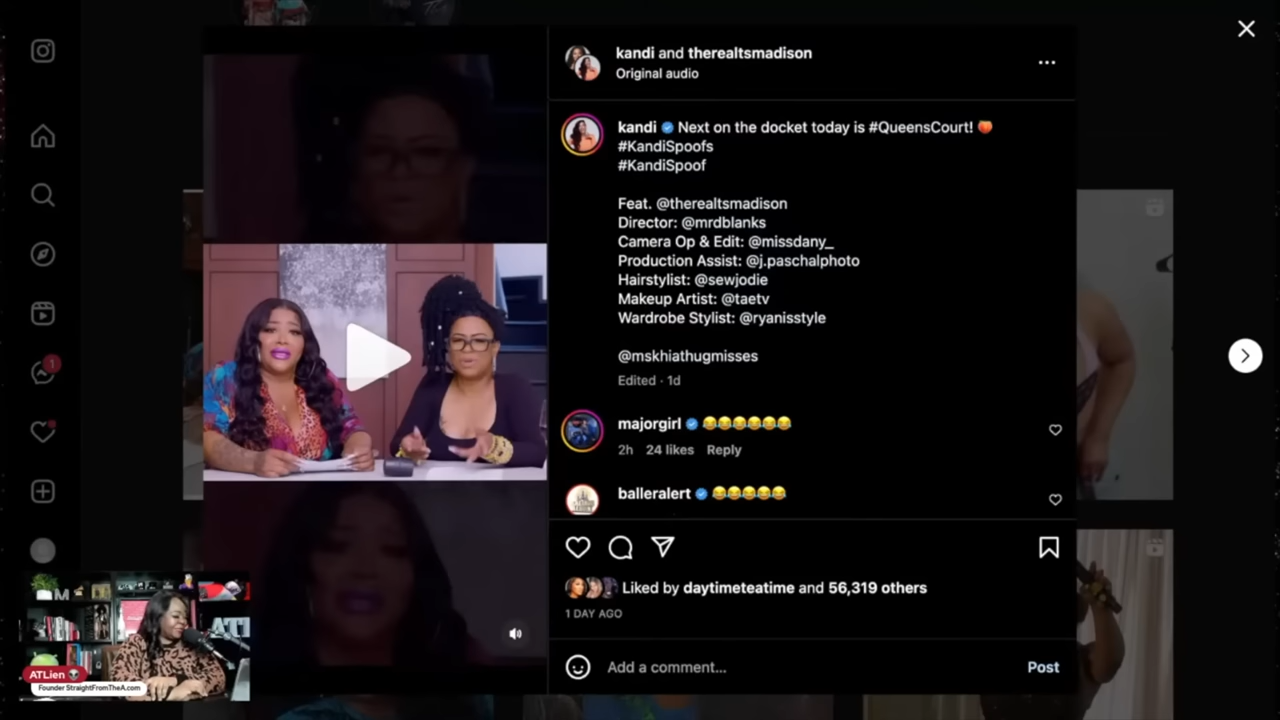 kandi and therealtsmadison
Original audio
kandi Next on the docket today is #QueensCourt! 🍑
#KandiSpoofs
#KandiSpoof
Feat. @therealtsmadison
Director: @mrdblanks
Camera Op & Edit: @missdany_
Production Assist: @j.paschalphoto
Hairstylist: @sewjodie
Makeup Artist: @taetv
Wardrobe Stylist: @ryanisstyle
@mskhiathugmisses
Edited · 1d
majorgirl 😂😂😂😂😂😂
2h 24 likes Reply
balleralert 😂😂😂😂😂
Liked by daytimeteatime and 56,319 others
1 DAY AGO
Add a comment... Post
1
ATLien 👽
Founder StraightFromTheA.com